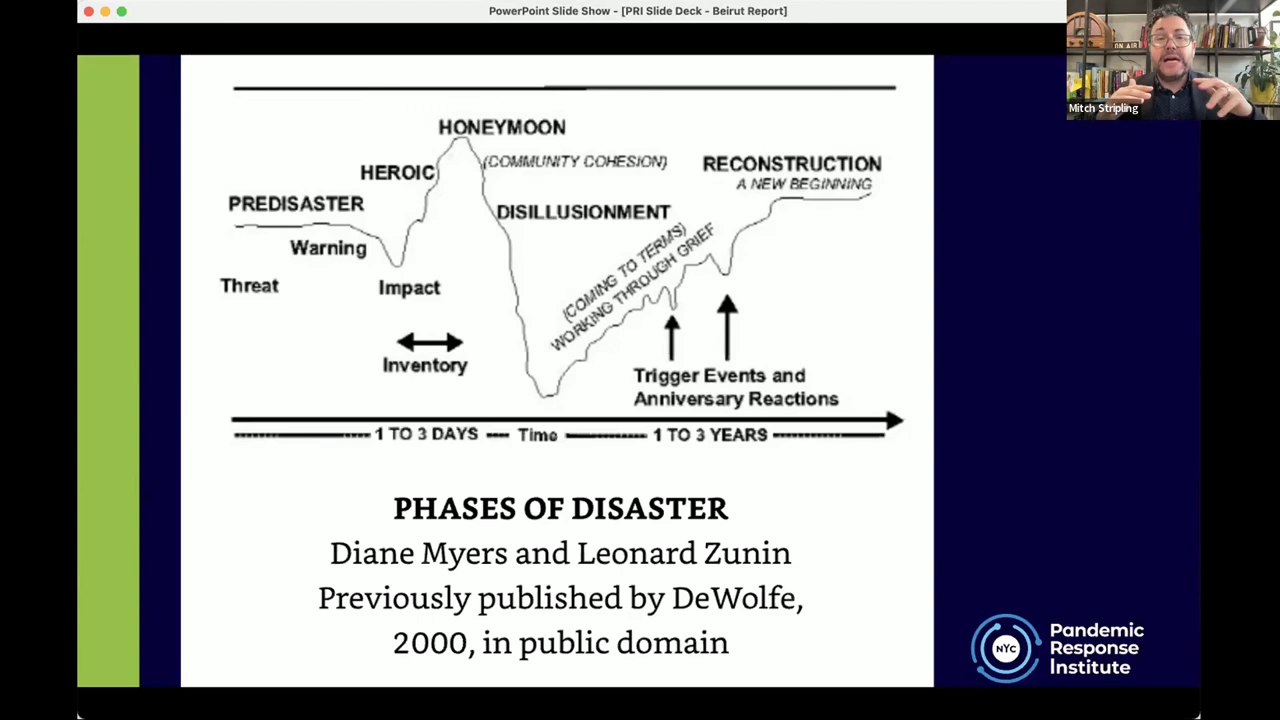 PowerPoint Slide Show - [PRI Slide Deck - Beirut Report]
ON AIR
Mitch Stripling
HONEYMOON
(COMMUNITY COHESION)
HEROIC
RECONSTRUCTION
A NEW BEGINNING
PREDISASTER
DISILLUSIONMENT
Warning
(COMING TO TERMS)
WORKING THROUGH GRIEF
Threat
Impact
Inventory
Trigger Events and
Anniversary Reactions
1 TO 3 DAYS
Time
1 TO 3 YEARS
PHASES OF DISASTER
Diane Myers and Leonard Zunin
Previously published by DeWolfe,
2000, in public domain
NYC
Pandemic
Response
Institute